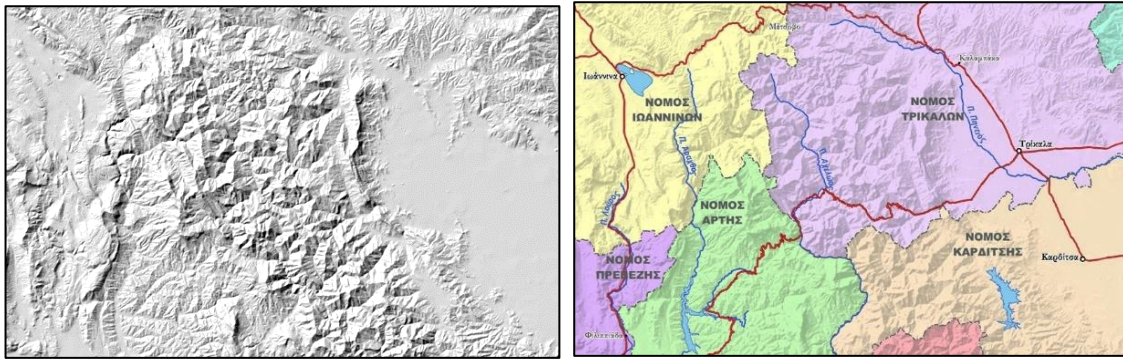 Μέτσοβο
Καλαμπάκα
Ιωάννινα
ΝΟΜΟΣ
ΙΩΑΝΝΙΝΩΝ
ΝΟΜΟΣ
ΤΡΙΚΑΛΩΝ
Π. Πηνειός
Τρίκαλα
Π. Άραχθος
Π. Αχελώος
Π. Λούρος
ΝΟΜΟΣ
ΑΡΤΗΣ
ΝΟΜΟΣ
ΚΑΡΔΙΤΣΗΣ
Καρδίτσα
ΝΟΜΟΣ
ΠΡΕΒΕΖΗΣ
Φιλιππιάδα